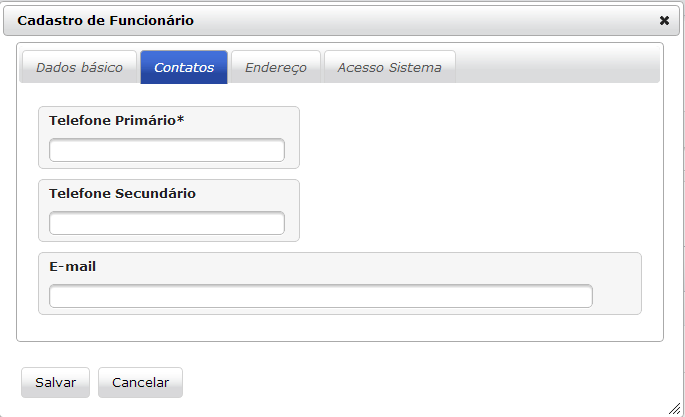 Cadastro de Funcionário
Dados básico Contatos Endereço Acesso Sistema
Telefone Primário*
Telefone Secundário
E-mail
Salvar Cancelar